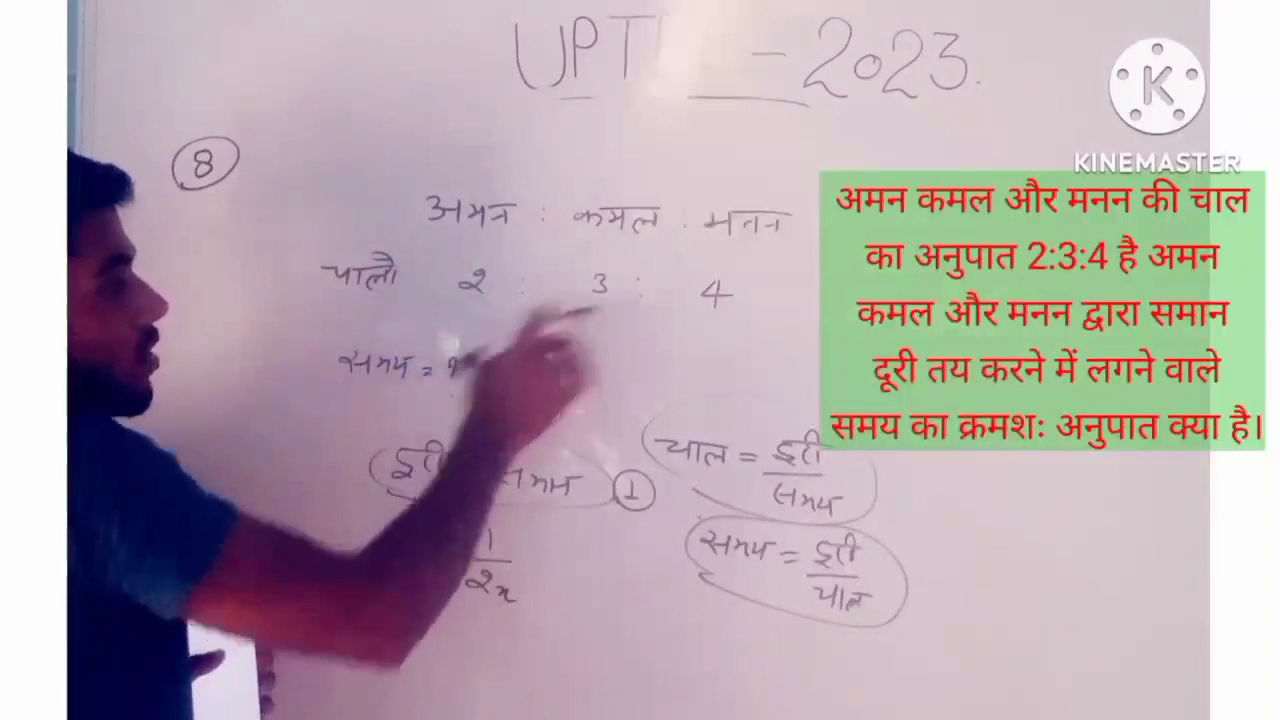 UPT - 2023.
8
अमन : कमल : मनन
चालो 2 : 3 : 4
समय =
दूरी समान 1
चाल = दूरी / समय
1 / 2x
समय = दूरी / चाल
K
KINEMASTER
अमन कमल और मनन की चाल
का अनुपात 2:3:4 है अमन
कमल और मनन द्वारा समान
दूरी तय करने में लगने वाले
समय का क्रमशः अनुपात क्या है।